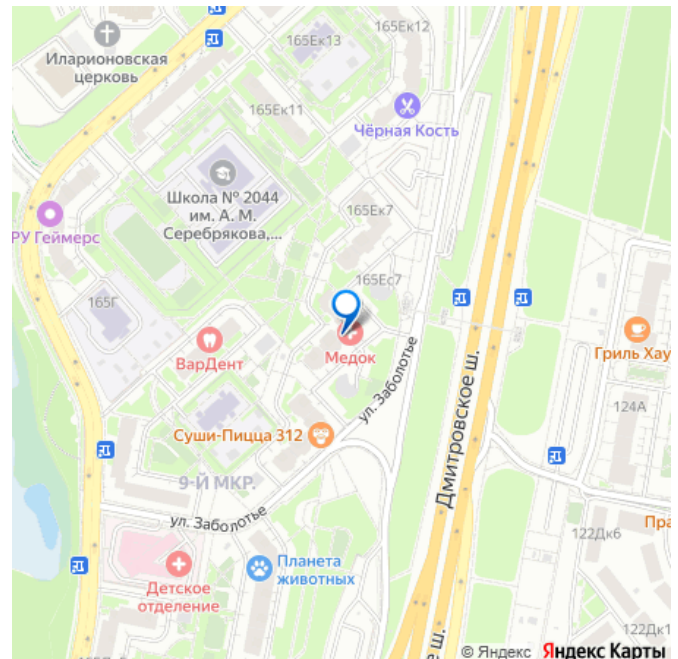 165Ек13
165Ек12
Иларионовская
церковь
165Ек11
Чёрная Кость
Школа № 2044
им. А. М.
Серебрякова,...
165Ек7
РУ Геймерс
165Ес7
165Г
ВарДент
Медок
ул. Заболотье
Дмитровское ш.
Гриль Хау
124А
Суши-Пицца 312
9-Й МКР.
ул. Заболотье
122Дк6
Пра
Планета
животных
Детское
отделение
122Дк1
е ш.
© Яндекс Яндекс Карты